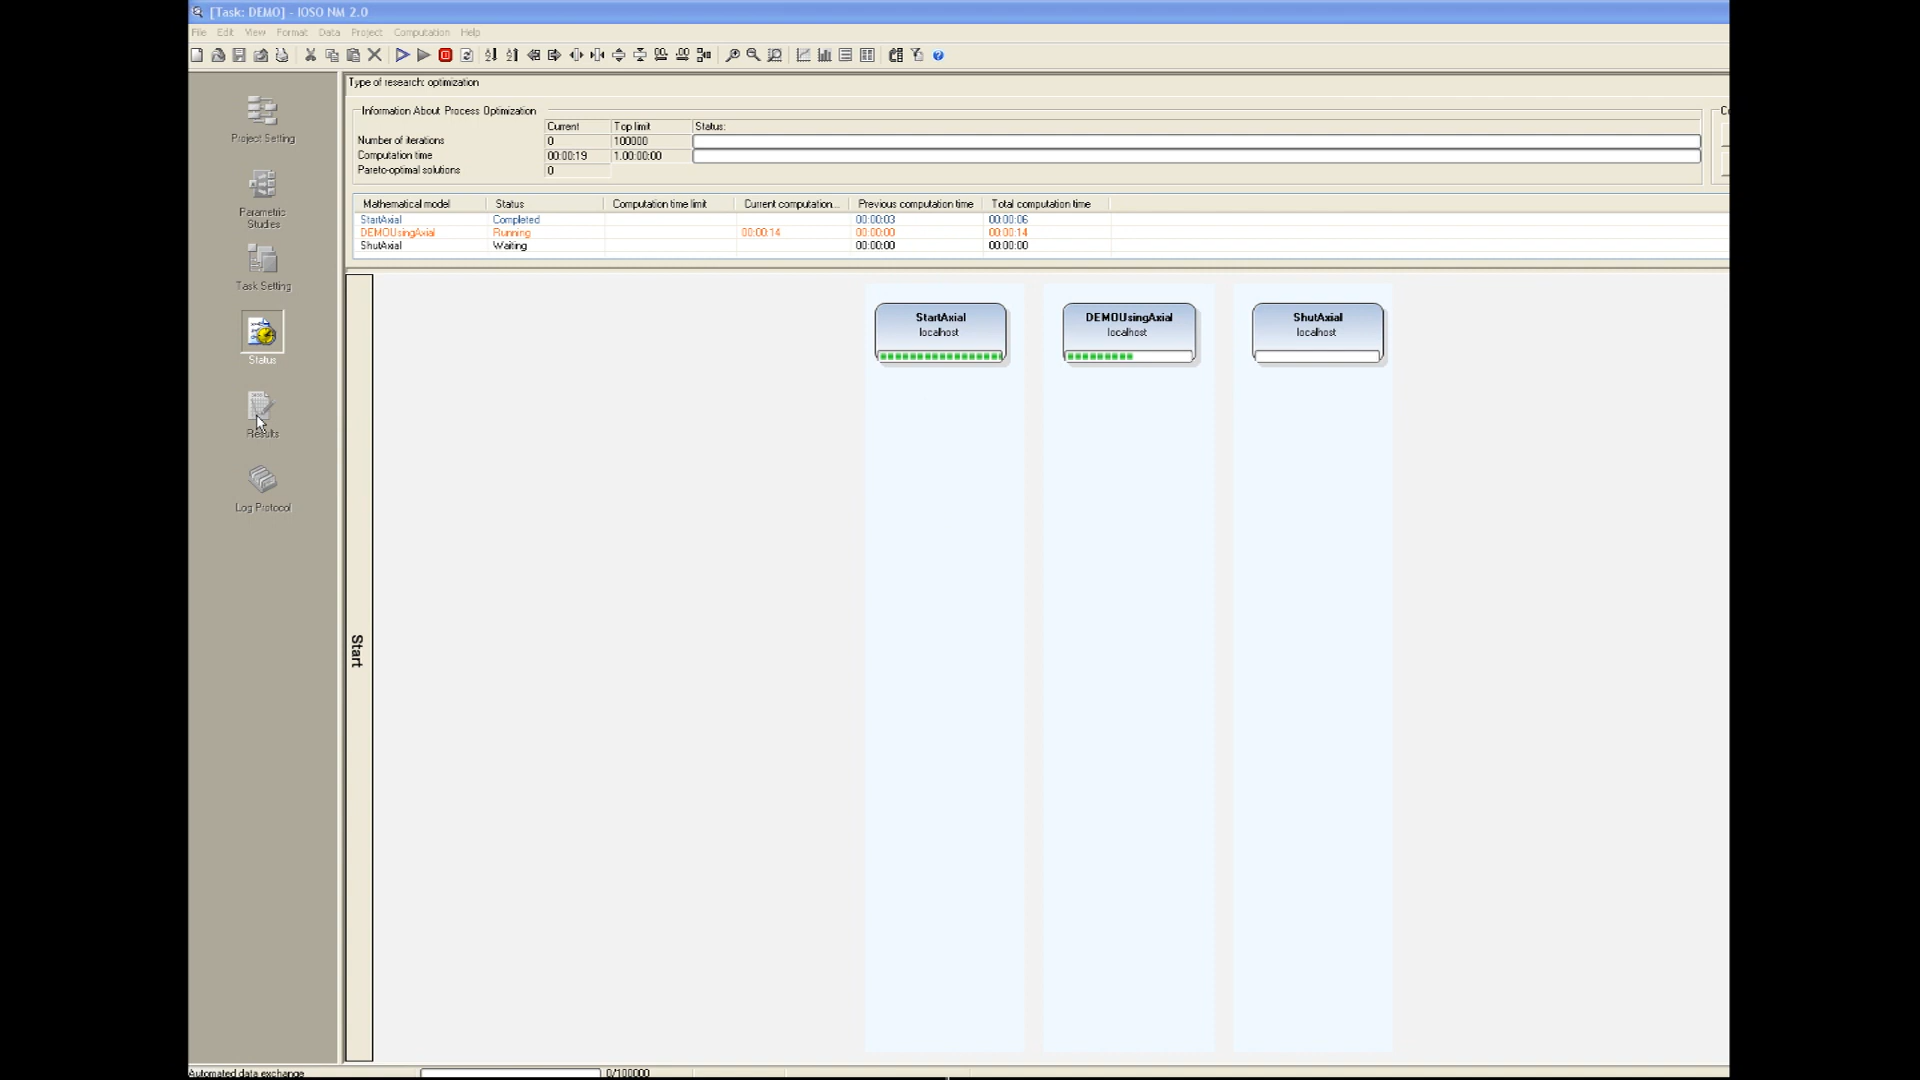 [Task: DEMO] - IOSO NM 2.0
File Edit View Format Data Project Computation Help
Type of research: optimization
Information About Process Optimization
Current Top limit Status:
Number of iterations 0 100000
Computation time 00:00:19 1.00:00:00
Pareto-optimal solutions 0
Mathematical model Status Computation time limit Current computation... Previous computation time Total computation time
StartAxial Completed 00:00:03 00:00:06
DEMOUsingAxial Running 00:00:14 00:00:00 00:00:14
ShutAxial Waiting 00:00:00 00:00:00
Project Setting
Parametric
Studies
Task Setting
Status
Results
Log Protocol
Start
StartAxial
localhost
DEMOUsingAxial
localhost
ShutAxial
localhost
Automated data exchange 0/100000